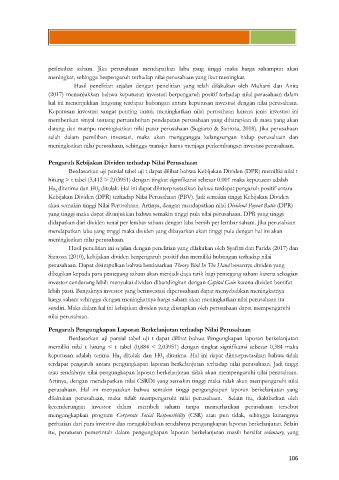 perlembar saham. Jika perusahaan mendapatkan laba yang tinggi maka harga sahampun akan
meningkat, sehingga berpengaruh terhadap nilai perusahaan yang ikut meningkat.
Hasil penelitian sejalan dengan penelitian yang telah dilakukan oleh Muharti dan Anita
(2017) menunjukkan bahwa keputusan investasi berpengaruh positif terhadap nilai perusahaan dalam
hal ini menunjukkan langsung terdapat hubungan antara keputusan investasi dengan nilai perusahaan.
Keputusan investasi sangat penting untuk meningkatkan nilai perusahaan karena jenis investasi ini
memberikan sinyal tentang pertumbuhan pendapatan perusahaan yang diharapkan di masa yang akan
datang dan mampu meningkatkan nilai pasar perusahaan (Sugiarto & Santosa, 2018). Jika perusahaan
salah dalam pemilihan investasi, maka akan mengganggu kelangsungan hidup perusahaan dan
meningkatkan nilai perusahaan, sehingga manajer harus menjaga perkembangan investasi perusahaan.
Pengaruh Kebijakan Dividen terhadap Nilai Perusahaan
Berdasarkan uji parsial tabel uji t dapat dilihat bahwa Kebijakan Dividen (DPR) memiliki nilai t
hitung > t tabel (3,412 > 2,03951) dengan tingkat signifikansi sebesar 0.007 maka keputusan adalah
Ha₂ diterima dan H0₂ ditolak. Hal ini dapat diinterprestasikan bahwa terdapat pengaruh positif antara
Kebijakan Dividen (DPR) terhadap Nilai Perusahaan (PBV). Jadi semakin tinggi Kebijakan Dividen
akan semakin tinggi Nilai Perusahaan. Artinya, dengan mendapatkan nilai Dividend Payout Ratio (DPR)
yang tinggi maka dapat ditunjukkan bahwa semakin tinggi pula nilai perusahaan. DPR yang tinggi
didapatkan dari dividen tunai per lembar saham dengan laba bersih per lembar saham. Jika perusahaan
mendapatkan laba yang tinggi maka dividen yang dibayarkan akan tinggi pula dengan hal ini akan
meningkatkan nilai perusahaan.
Hasil penelitian ini sejalan dengan penelitian yang dilakukan oleh Syafitri dan Farida (2017) dan
Santoso (2010), kebijakan dividen berpengaruh positif dan memiliki hubungan terhadap nilai
perusahaan. Dapat disimpulkan bahwa berdasarkan Theory Bird In The Hand besarnya dividen yang
dibagikan kepada para pemegang saham akan menjadi daya tarik bagi pemegang saham karena sebagian
investor cenderung lebih menyukai dividen dibandingkan dengan Capital Gain karena dividen bersifat
lebih pasti. Banyaknya investor yang berinvestasi diperusahaan dapat menyebabkan meningkatnya
harga saham sehingga dengan meningkatnya harga saham akan meningkatkan nilai perusahaan itu
sendiri. Maka dalam hal ini kebijakan dividen yang ditetapkan oleh perusahaan dapat mempengaruhi
nilai perusahaan.
Pengaruh Pengungkapan Laporan Berkelanjutan terhadap Nilai Perusahaan
Berdasarkan uji parsial tabel uji t dapat dilihat bahwa Pengungkapan laporan berkelanjutan
memiliki nilai t hitung < t tabel (0,884 < 2,03951) dengan tingkat signifikansi sebesar 0,384 maka
keputusan adalah terima Ha₃ ditolak dan H0₃ diterima. Hal ini dapat diinterprestasikan bahwa tidak
terdapat pengaruh antara pengungkapan laporan berkelanjutan terhadap nilai perusahaan. Jadi tinggi
atau rendahnya nilai pengungkapan laporan berkelanjutan tidak akan mempengaruhi nilai perusahaan.
Artinya, dengan mendapatkan nilai CSRDI yang semakin tinggi maka tidak akan mempengaruhi nilai
perusahaan. Hal ini menyatakan bahwa semakin tinggi pengungkapan laporan berkelanjutan yang
dilakukan perusahaan, maka tidak mempengaruhi nilai perusahaan. Selain itu, diakibatkan oleh
kecenderungan investor dalam membeli saham tanpa memerhatikan perusahaan tersebut
mengungkapkan program Corporate Social Responsibility (CSR) atau pun tidak, sehingga kurangnya
perhatian dari para investor dan mengakibatkan rendahnya pengungkapan laporan berkelanjutan. Selain
itu, peraturan pemerintah dalam pengungkapan laporan berkelanjutan masih bersifat voluntary, yang
106